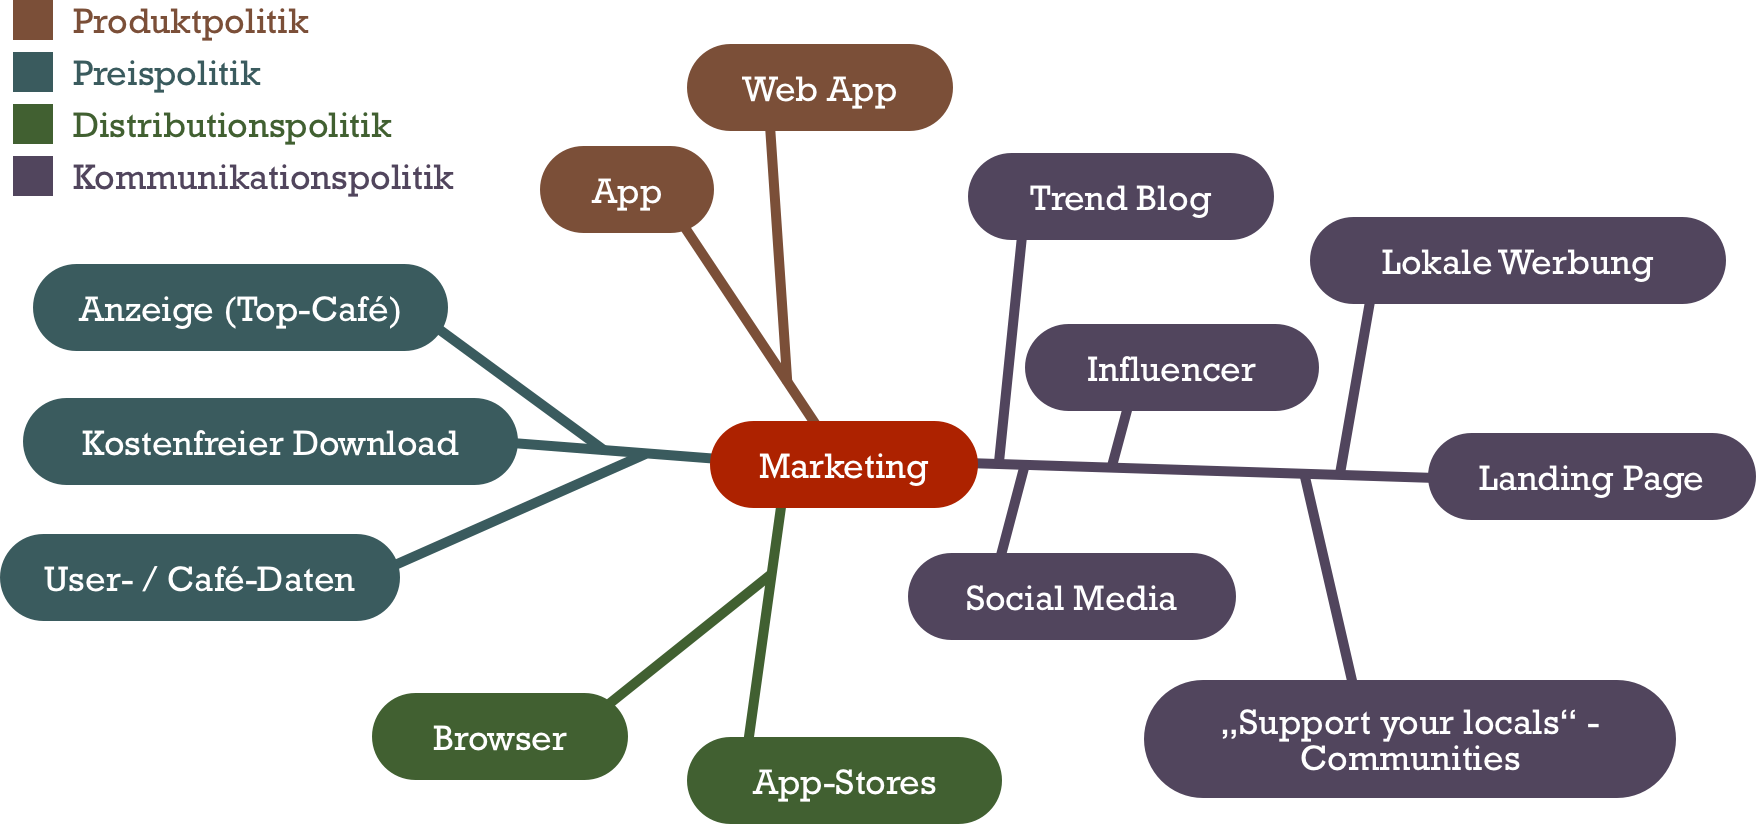 Produktpolitik
Preispolitik
Distributionspolitik
Kommunikationspolitik
Web App
App
Trend Blog
Lokale Werbung
Anzeige (Top-Café)
Influencer
Kostenfreier Download
Marketing
Landing Page
User- / Café-Daten
Social Media
Browser
App-Stores
„Support your locals“ -
Communities